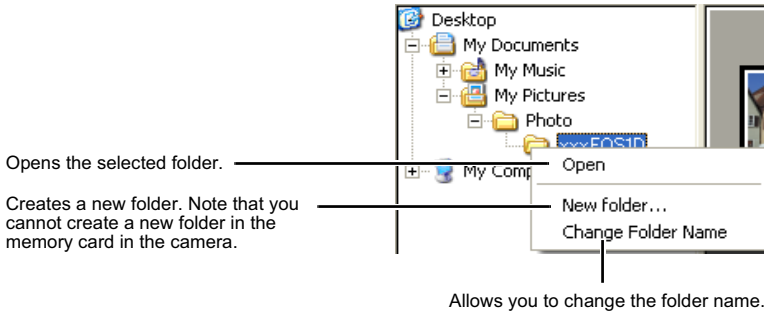 Desktop
My Documents
My Music
My Pictures
Photo
xxxEOS1D
My Comp
Open
New folder...
Change Folder Name
Opens the selected folder.
Creates a new folder. Note that you
cannot create a new folder in the
memory card in the camera.
Allows you to change the folder name.